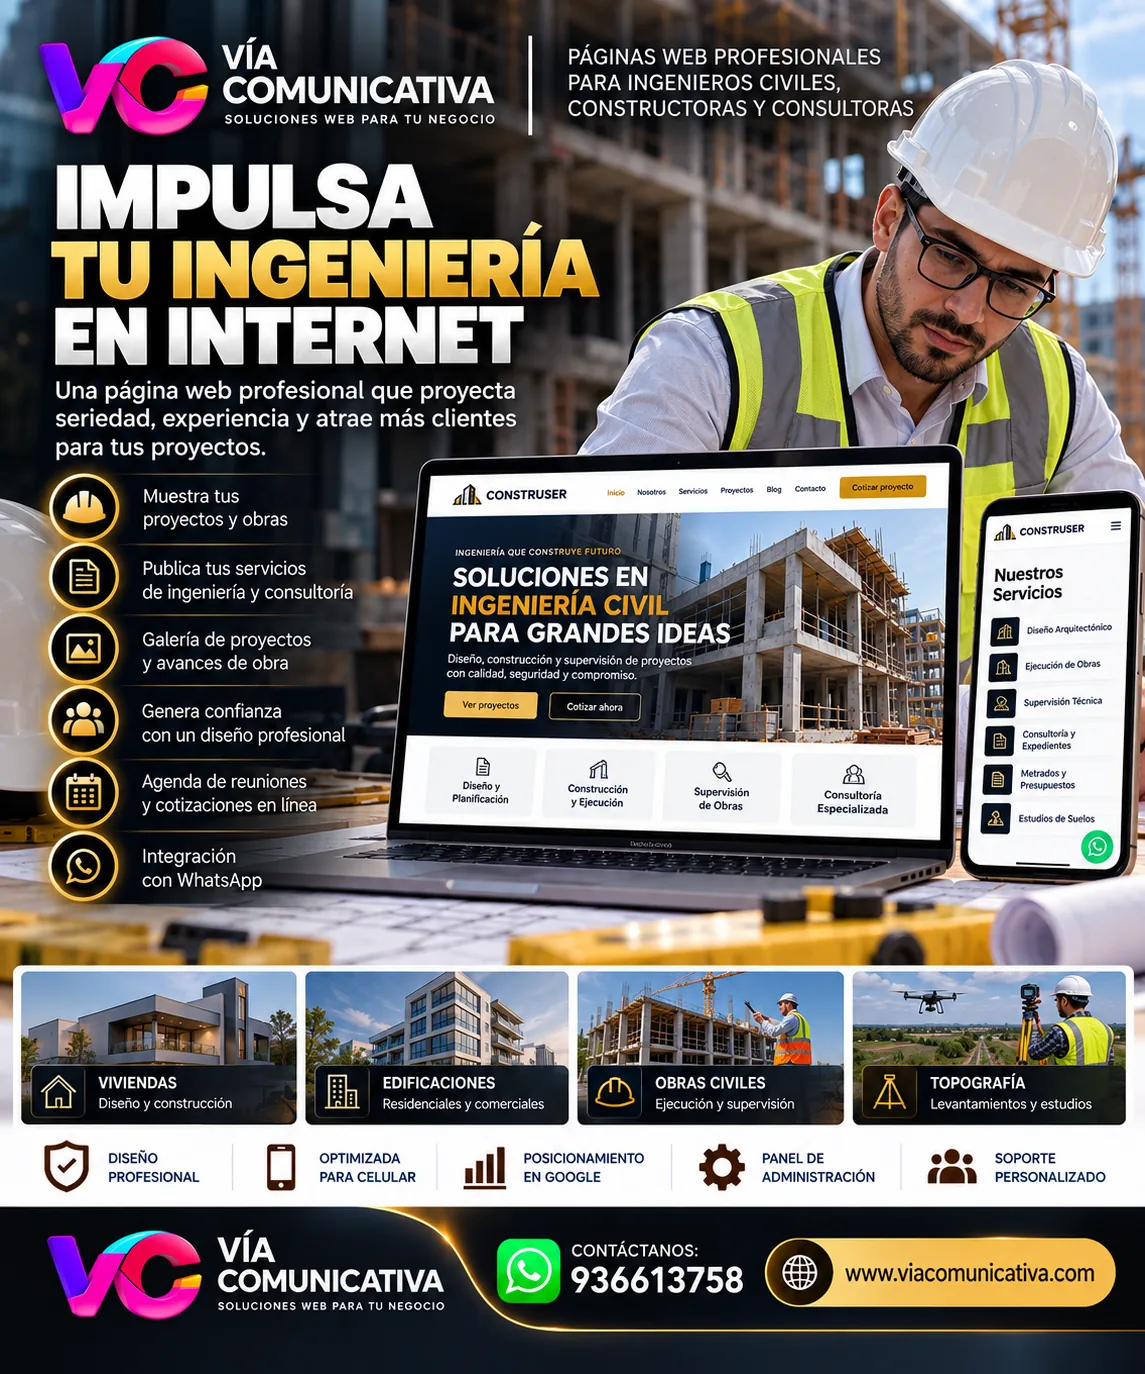 VÍA
COMUNICATIVA
SOLUCIONES WEB PARA TU NEGOCIO
PÁGINAS WEB PROFESIONALES
PARA INGENIEROS CIVILES,
CONSTRUCTORAS Y CONSULTORAS
IMPULSA
TU INGENIERÍA
EN INTERNET
Una página web profesional que proyecta
seriedad, experiencia y atrae más clientes
para tus proyectos.
Muestra tus
proyectos y obras
Publica tus servicios
de ingeniería y consultoría
Galería de proyectos
y avances de obra
Genera confianza
con un diseño profesional
Agenda de reuniones
y cotizaciones en línea
Integración
con WhatsApp
CONSTRUSER
Inicio
Nosotros
Servicios
Proyectos
Blog
Contacto
Cotizar proyecto
INGENIERÍA QUE CONSTRUYE FUTURO
SOLUCIONES EN
INGENIERÍA CIVIL
PARA GRANDES IDEAS
Diseño, construcción y supervisión de proyectos
con calidad, seguridad y compromiso.
Ver proyectos
Cotizar ahora
Diseño y
Planificación
Construcción
y Ejecución
Supervisión
de Obras
Consultoría
Especializada
CONSTRUSER
Nuestros
Servicios
Diseño Arquitectónico
Ejecución de Obras
Supervisión Técnica
Consultoría y
Expedientes
Metrados y
Presupuestos
Estudios de Suelos
VIVIENDAS
Diseño y construcción
EDIFICACIONES
Residenciales y comerciales
OBRAS CIVILES
Ejecución y supervisión
TOPOGRAFÍA
Levantamientos y estudios
DISEÑO
PROFESIONAL
OPTIMIZADA
PARA CELULAR
POSICIONAMIENTO
EN GOOGLE
PANEL DE
ADMINISTRACIÓN
SOPORTE
PERSONALIZADO
VÍA
COMUNICATIVA
SOLUCIONES WEB PARA TU NEGOCIO
CONTÁCTANOS:
936613758
www.viacomunicativa.com